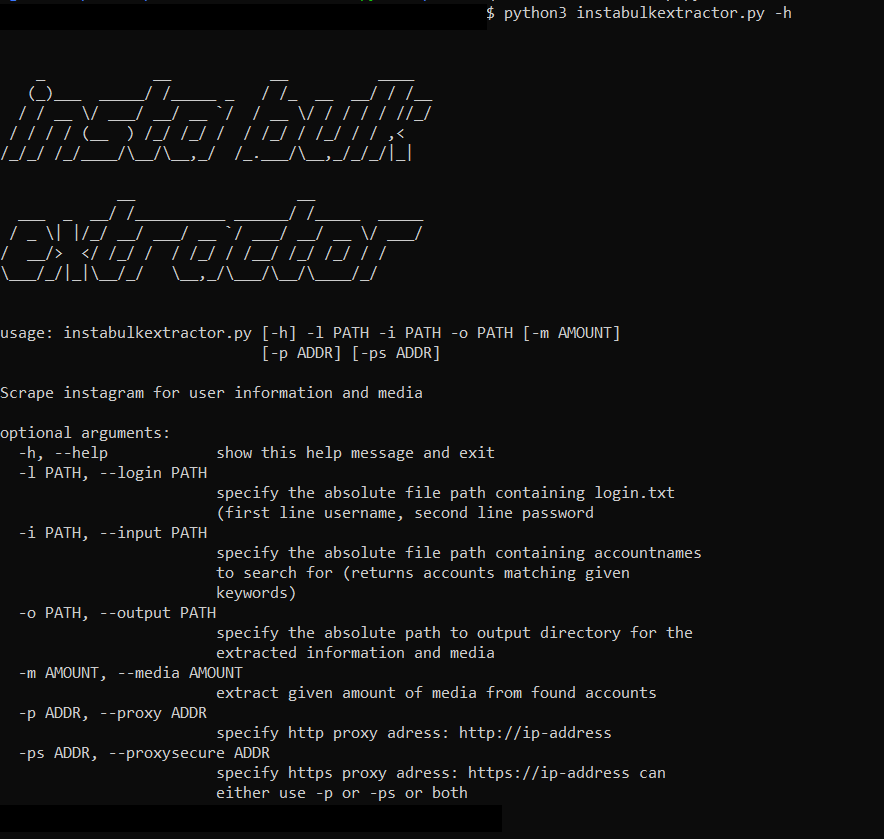 $ python3 instabulkextractor.py -h
insta bulk
extractor
usage: instabulkextractor.py [-h] -l PATH -i PATH -o PATH [-m AMOUNT]
[-p ADDR] [-ps ADDR]
Scrape instagram for user information and media
optional arguments:
-h, --help show this help message and exit
-l PATH, --login PATH
specify the absolute file path containing login.txt
(first line username, second line password
-i PATH, --input PATH
specify the absolute file path containing accountnames
to search for (returns accounts matching given
keywords)
-o PATH, --output PATH
specify the absolute path to output directory for the
extracted information and media
-m AMOUNT, --media AMOUNT
extract given amount of media from found accounts
-p ADDR, --proxy ADDR
specify http proxy adress: http://ip-address
-ps ADDR, --proxysecure ADDR
specify https proxy adress: https://ip-address can
either use -p or -ps or both